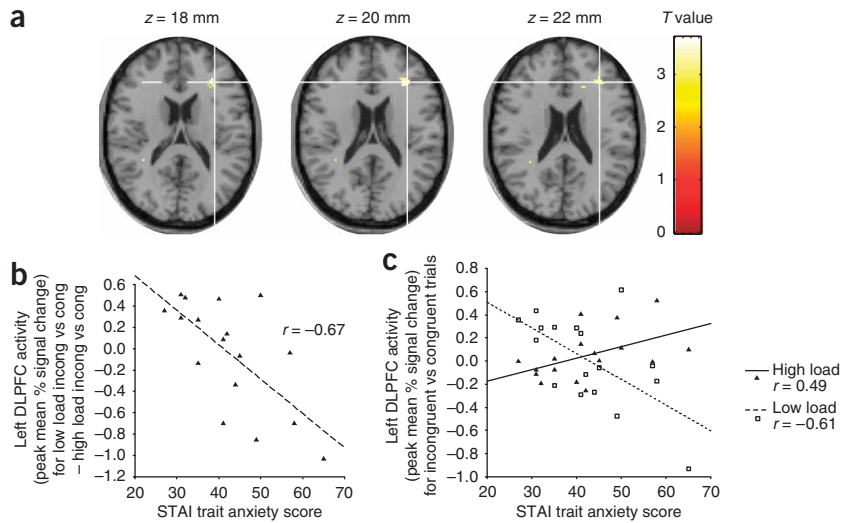 a
z = 18 mm
z = 20 mm
z = 22 mm
T value
3
2
1
0
b
Left DLPFC activity
(peak mean % signal change)
for low load incong vs cong
– high load incong vs cong
0.6
0.4
0.2
0.0
–0.2
–0.4
–0.6
–0.8
–1.0
–1.2
r = –0.67
20 30 40 50 60 70
STAI trait anxiety score
c
Left DLPFC activity
(peak mean % signal change)
for incongruent vs congruent trials
0.8
0.6
0.4
0.2
0.0
–0.2
–0.4
–0.6
–0.8
–1.0
20 30 40 50 60 70
STAI trait anxiety score
High load
r = 0.49
Low load
r = –0.61